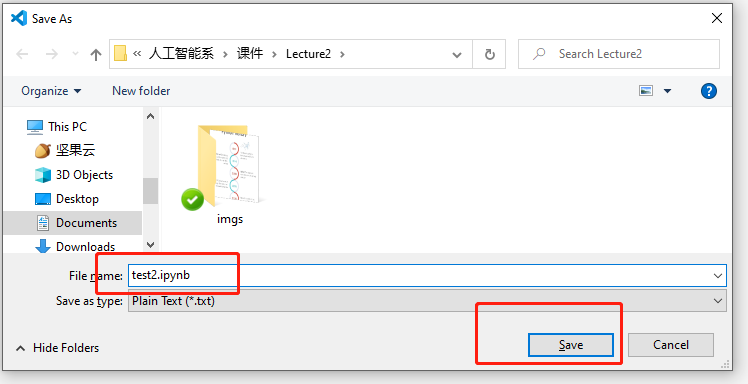 Save As
« 人工智能系 › 课件 › Lecture2 ›
Search Lecture2
Organize
New folder
This PC
坚果云
3D Objects
Desktop
Documents
Downloads
imgs
File name: test2.ipynb
Save as type: Plain Text (*.txt)
Hide Folders
Save
Cancel